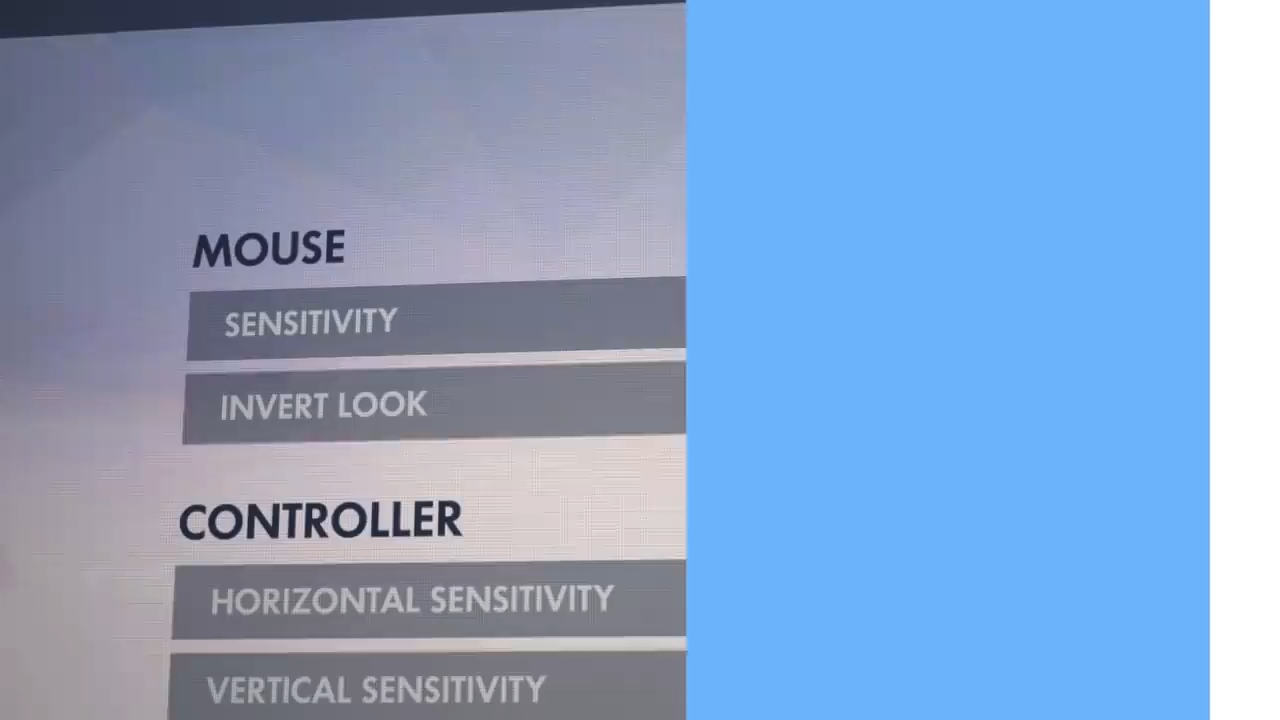 MOUSE
SENSITIVITY
INVERT LOOK
CONTROLLER
HORIZONTAL SENSITIVITY
VERTICAL SENSITIVITY